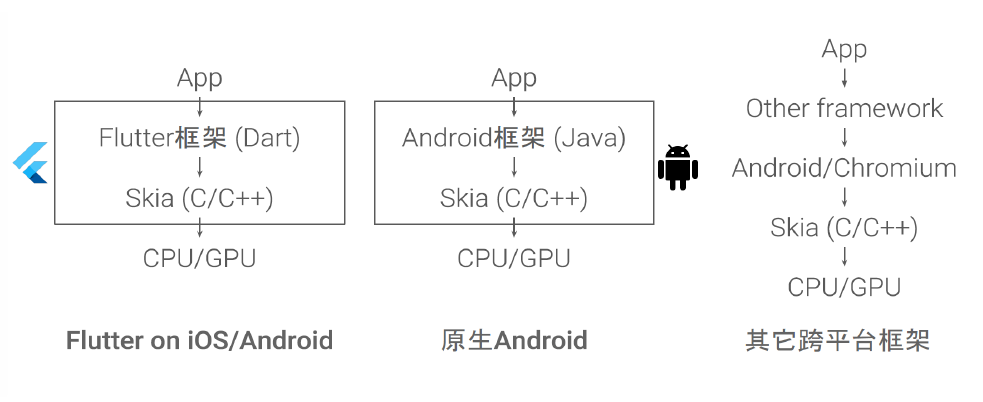 App
Flutter框架 (Dart)
Skia (C/C++)
CPU/GPU
Flutter on iOS/Android
App
Android框架 (Java)
Skia (C/C++)
CPU/GPU
原生Android
App
Other framework
Android/Chromium
Skia (C/C++)
CPU/GPU
其它跨平台框架